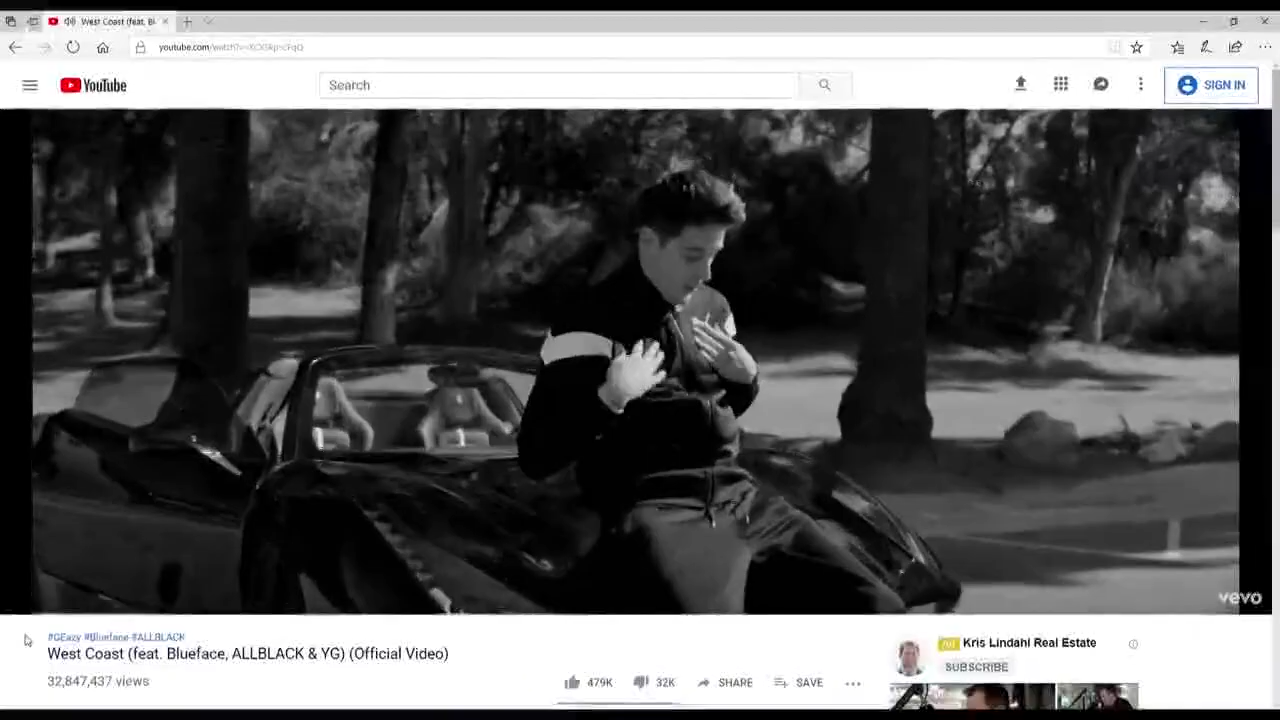 West Coast (feat. Bl
youtube.com/watch?v=
YouTube
Search
SIGN IN
vevo
#GEazy #Blueface #ALLBLACK
West Coast (feat. Blueface, ALLBLACK & YG) (Official Video)
32,847,437 views
479K
32K
SHARE
SAVE
Ad
Kris Lindahl Real Estate
SUBSCRIBE